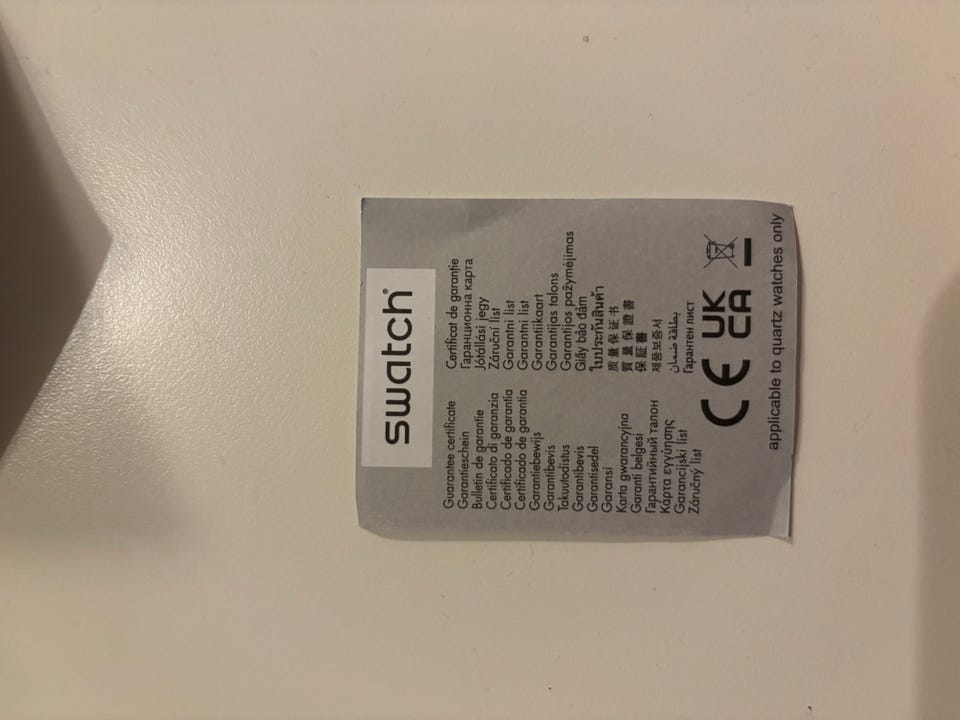 swatch®
Guarantee certificate
Garantieschein
Bulletin de garantie
Certificato di garanzia
Certificado de garantía
Certificado de garantia
Garantiebewijs
Garantibevis
Takuutodistus
Garantibevis
Garantisedel
Garansi
Karta gwarancyjna
Garanti belgesi
Гарантийный талон
Κάρτα εγγύησης
Garancijski list
Záručný list
Certificat de garanție
Гаранционна карта
Jótállási jegy
Záruční list
Garantni list
Garantni list
Garantiikaart
Garantijas talons
Garantijos pažymėjimas
Giấy bảo đảm
ใบประกันสินค้า
质量保证书
質量保證書
保証書
제품보증서
بطاقة ضمان
Гарантен лист
CE UK
CA
applicable to quartz watches only